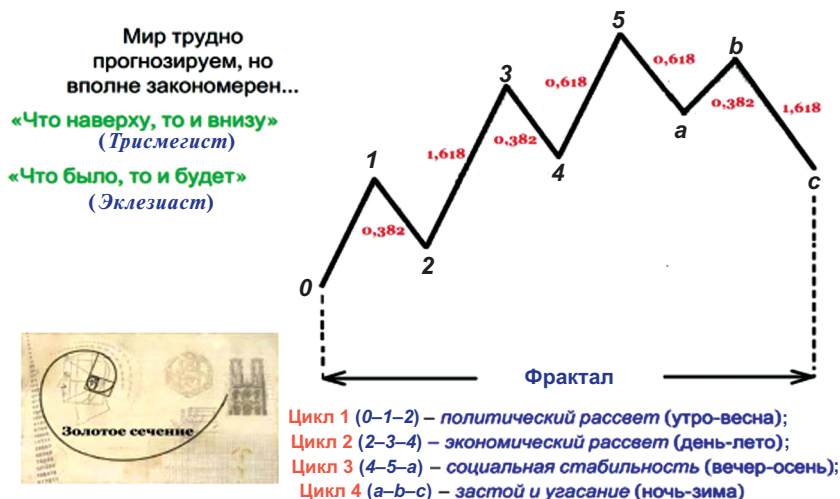 Мир трудно
прогнозируем, но
вполне закономерен...
«Что наверху, то и внизу»
(Трисмегист)
«Что было, то и будет»
(Эклезиаст)
Золотое сечение
0
1
0,382
2
1,618
3
0,382
4
0,618
5
0,618
a
0,382
b
1,618
c
Фрактал
Цикл 1 (0–1–2) – политический рассвет (утро-весна);
Цикл 2 (2–3–4) – экономический рассвет (день-лето);
Цикл 3 (4–5–a) – социальная стабильность (вечер-осень);
Цикл 4 (a–b–c) – застой и угасание (ночь-зима)